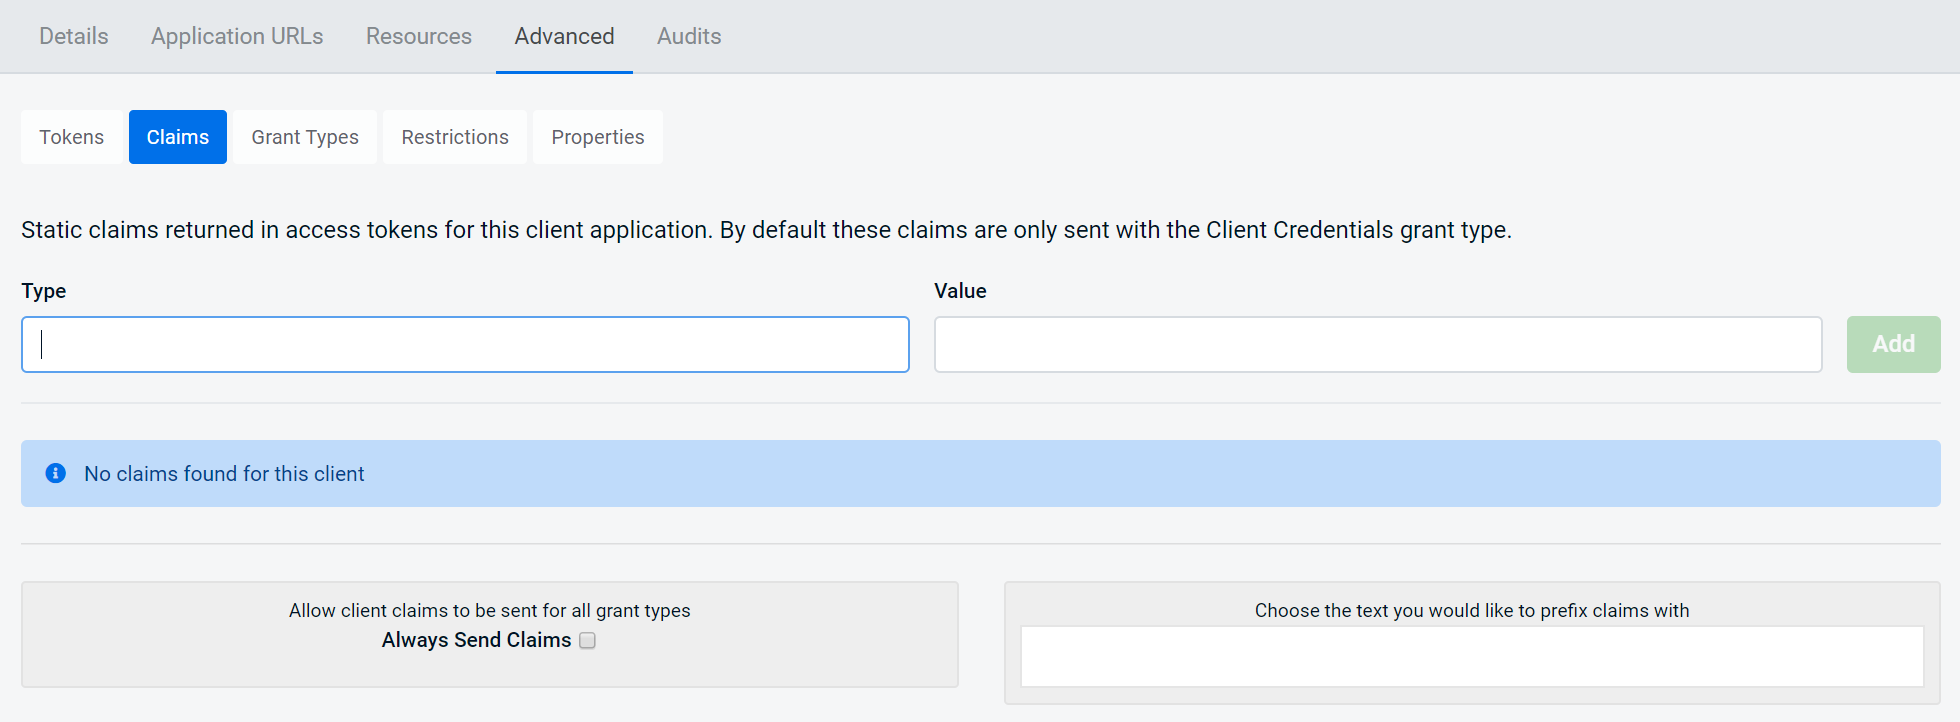 Details Application URLs Resources Advanced Audits
Tokens Claims Grant Types Restrictions Properties
Static claims returned in access tokens for this client application. By default these claims are only sent with the Client Credentials grant type.
Type Value
Add
No claims found for this client
Allow client claims to be sent for all grant types
Always Send Claims
Choose the text you would like to prefix claims with